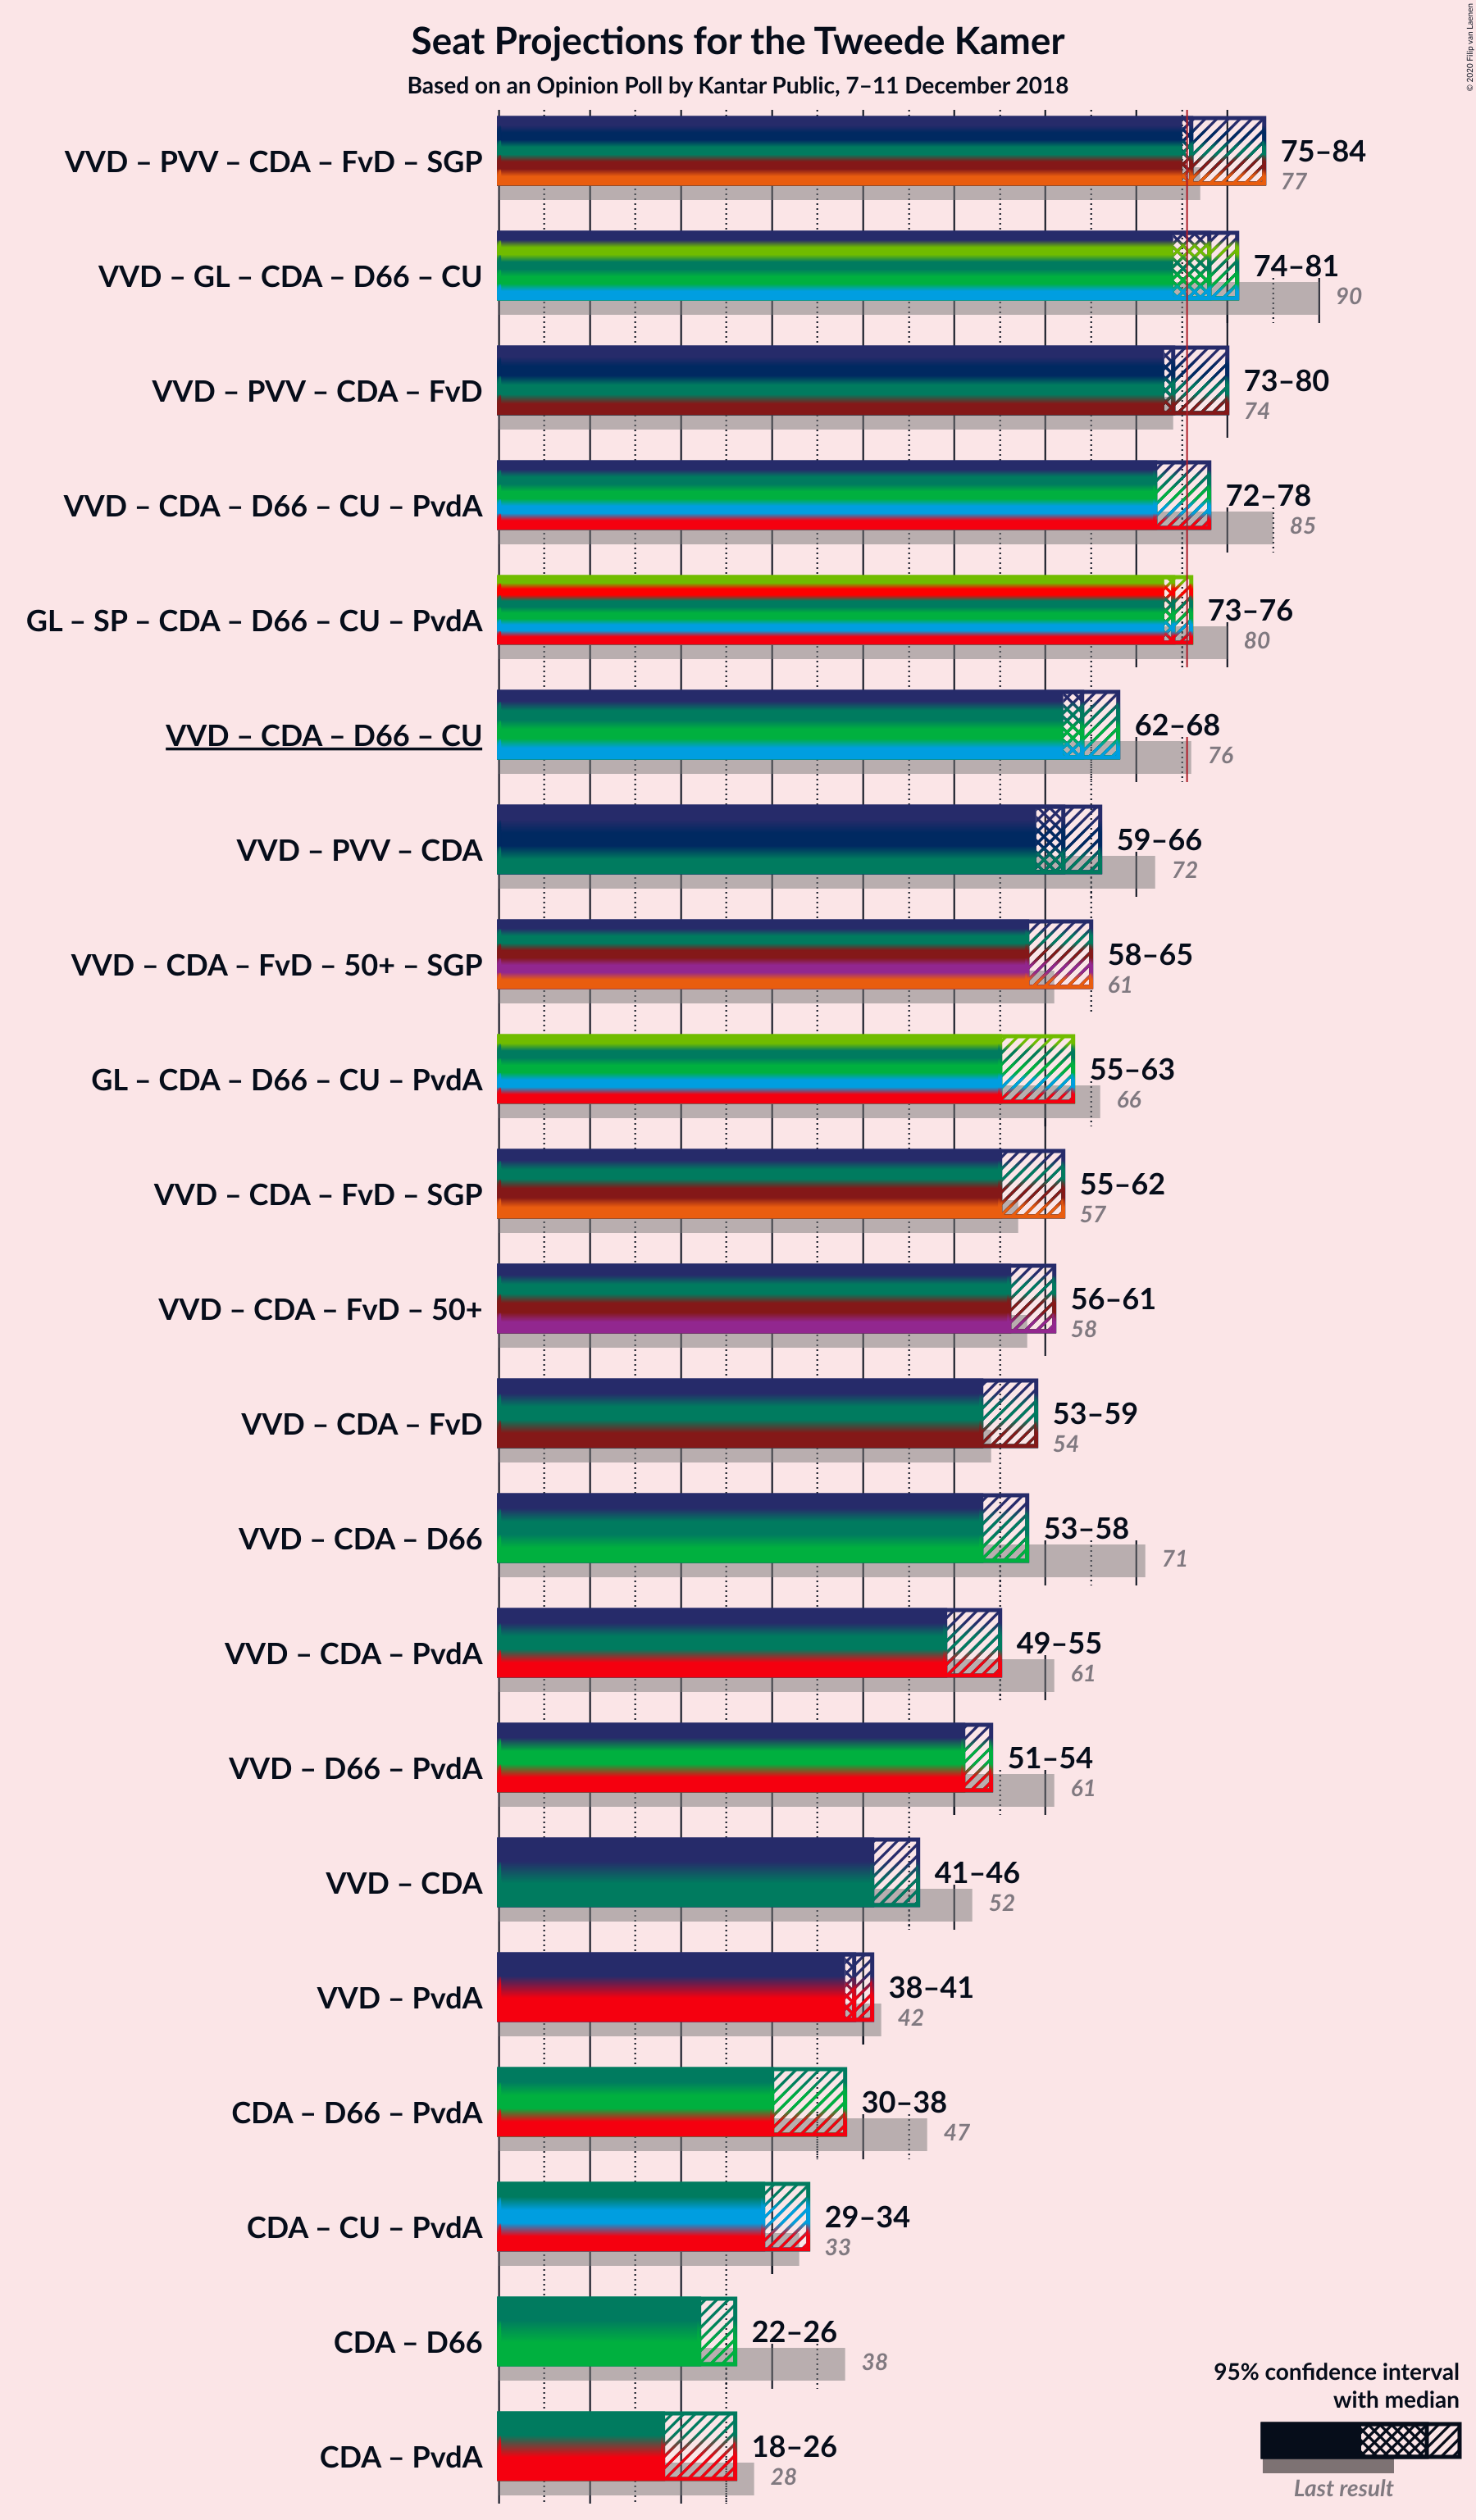 Seat Projections for the Tweede Kamer
Based on an Opinion Poll by Kantar Public, 7–11 December 2018
© 2020 Filip van Laenen
VVD – PVV – CDA – FvD – SGP
75–84
77
VVD – GL – CDA – D66 – CU
74–81
90
VVD – PVV – CDA – FvD
73–80
74
VVD – CDA – D66 – CU – PvdA
72–78
85
GL – SP – CDA – D66 – CU – PvdA
73–76
80
VVD – CDA – D66 – CU
62–68
76
VVD – PVV – CDA
59–66
72
VVD – CDA – FvD – 50+ – SGP
58–65
61
GL – CDA – D66 – CU – PvdA
55–63
66
VVD – CDA – FvD – SGP
55–62
57
VVD – CDA – FvD – 50+
56–61
58
VVD – CDA – FvD
53–59
54
VVD – CDA – D66
53–58
71
VVD – CDA – PvdA
49–55
61
VVD – D66 – PvdA
51–54
61
VVD – CDA
41–46
52
VVD – PvdA
38–41
42
CDA – D66 – PvdA
30–38
47
CDA – CU – PvdA
29–34
33
CDA – D66
22–26
38
CDA – PvdA
18–26
28
95% confidence interval
with median
Last result